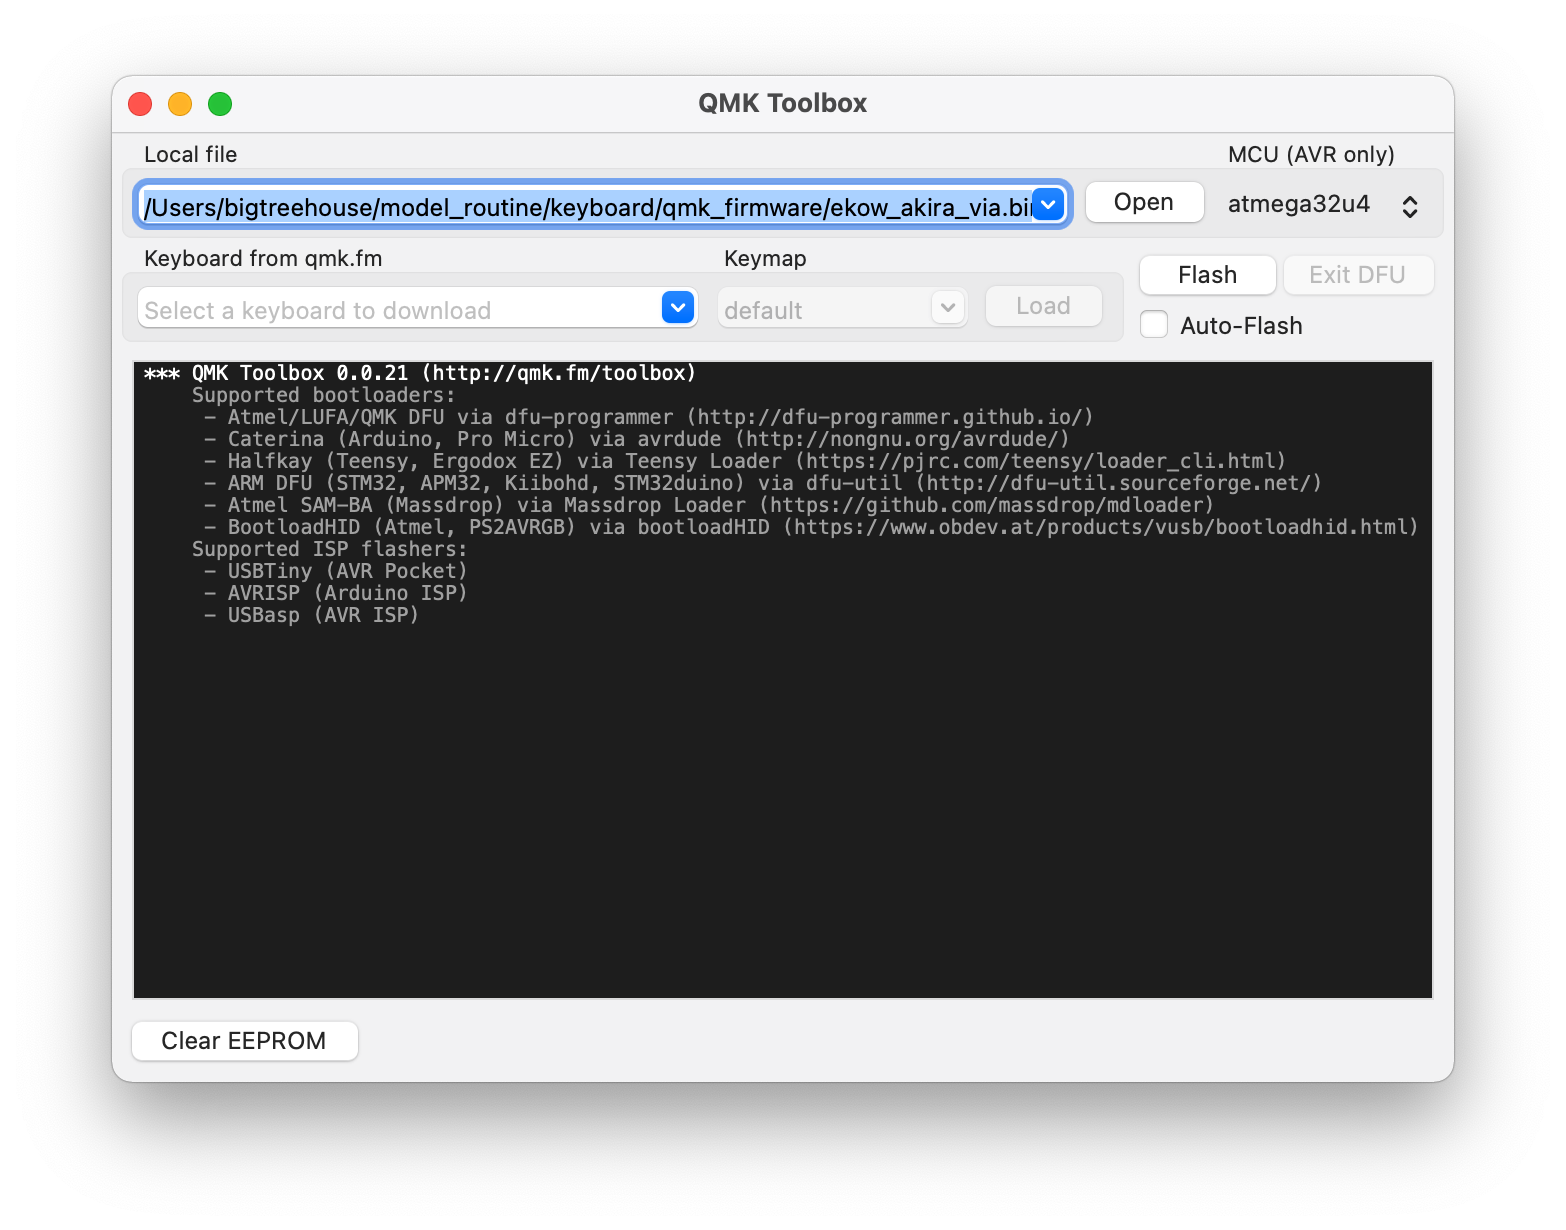 QMK Toolbox
Local file
MCU (AVR only)
/Users/bigtreehouse/model_routine/keyboard/qmk_firmware/ekow_akira_via.bin
Open
atmega32u4
Keyboard from qmk.fm
Keymap
Flash
Exit DFU
Select a keyboard to download
default
Load
Auto-Flash
*** QMK Toolbox 0.0.21 (http://qmk.fm/toolbox)
Supported bootloaders:
– Atmel/LUFA/QMK DFU via dfu-programmer (http://dfu-programmer.github.io/)
– Caterina (Arduino, Pro Micro) via avrdude (http://nongnu.org/avrdude/)
– Halfkay (Teensy, Ergodox EZ) via Teensy Loader (https://pjrc.com/teensy/loader_cli.html)
– ARM DFU (STM32, APM32, Kiibohd, STM32duino) via dfu-util (http://dfu-util.sourceforge.net/)
– Atmel SAM-BA (Massdrop) via Massdrop Loader (https://github.com/massdrop/mdloader)
– BootloadHID (Atmel, PS2AVRGB) via bootloadHID (https://www.obdev.at/products/vusb/bootloadhid.html)
Supported ISP flashers:
– USBTiny (AVR Pocket)
– AVRISP (Arduino ISP)
– USBasp (AVR ISP)
Clear EEPROM